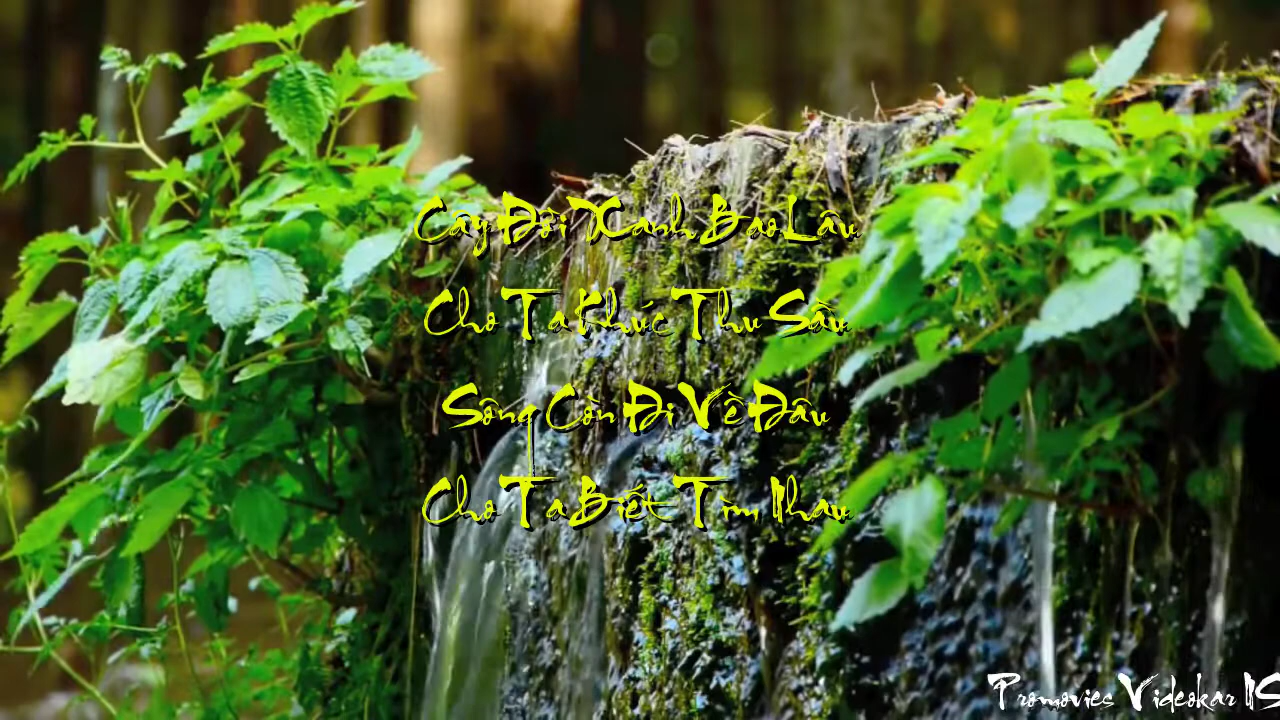 Cây Đồi Xanh Bao Lâu
Cho Ta Khúc Thu Sầu
Sông Còn Đi Về Đâu
Cho Ta Biết Tìm Nhau
Promovies Videokar